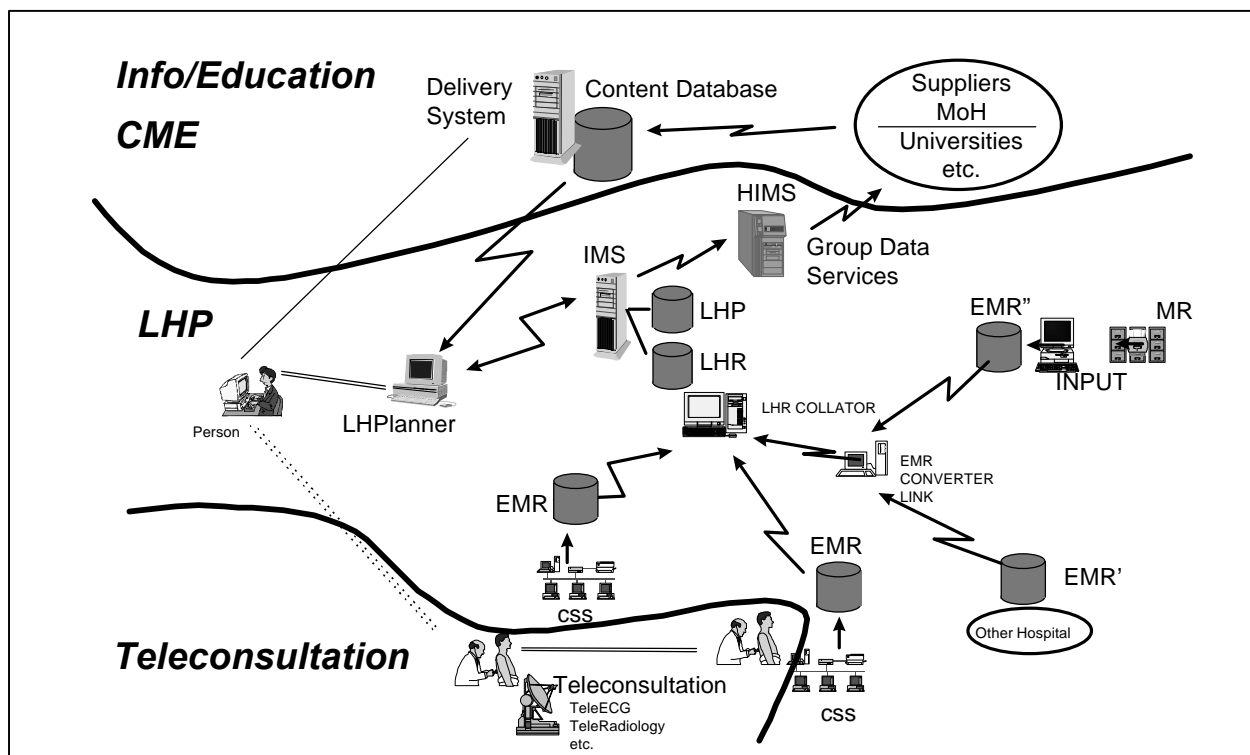 Info/Education
CME
Delivery
System
Content Database
Suppliers
MoH
Universities
etc.
HIMS
Group Data
Services
IMS
LHP
LHP
LHR
EMR”
MR
INPUT
LHPlanner
Person
LHR COLLATOR
EMR
CONVERTER
LINK
EMR
EMR
EMR’
Other Hospital
CSS
CSS
Teleconsultation
Teleconsultation
TeleECG
TeleRadiology
etc.